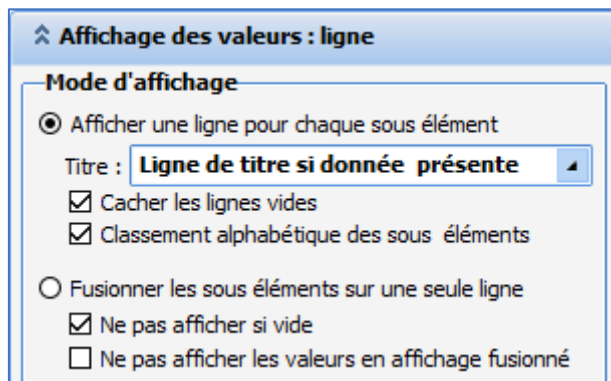 Affichage des valeurs : ligne
Mode d'affichage
Afficher une ligne pour chaque sous élément
Titre : Ligne de titre si donnée présente
Cacher les lignes vides
Classement alphabétique des sous éléments
Fusionner les sous éléments sur une seule ligne
Ne pas afficher si vide
Ne pas afficher les valeurs en affichage fusionné